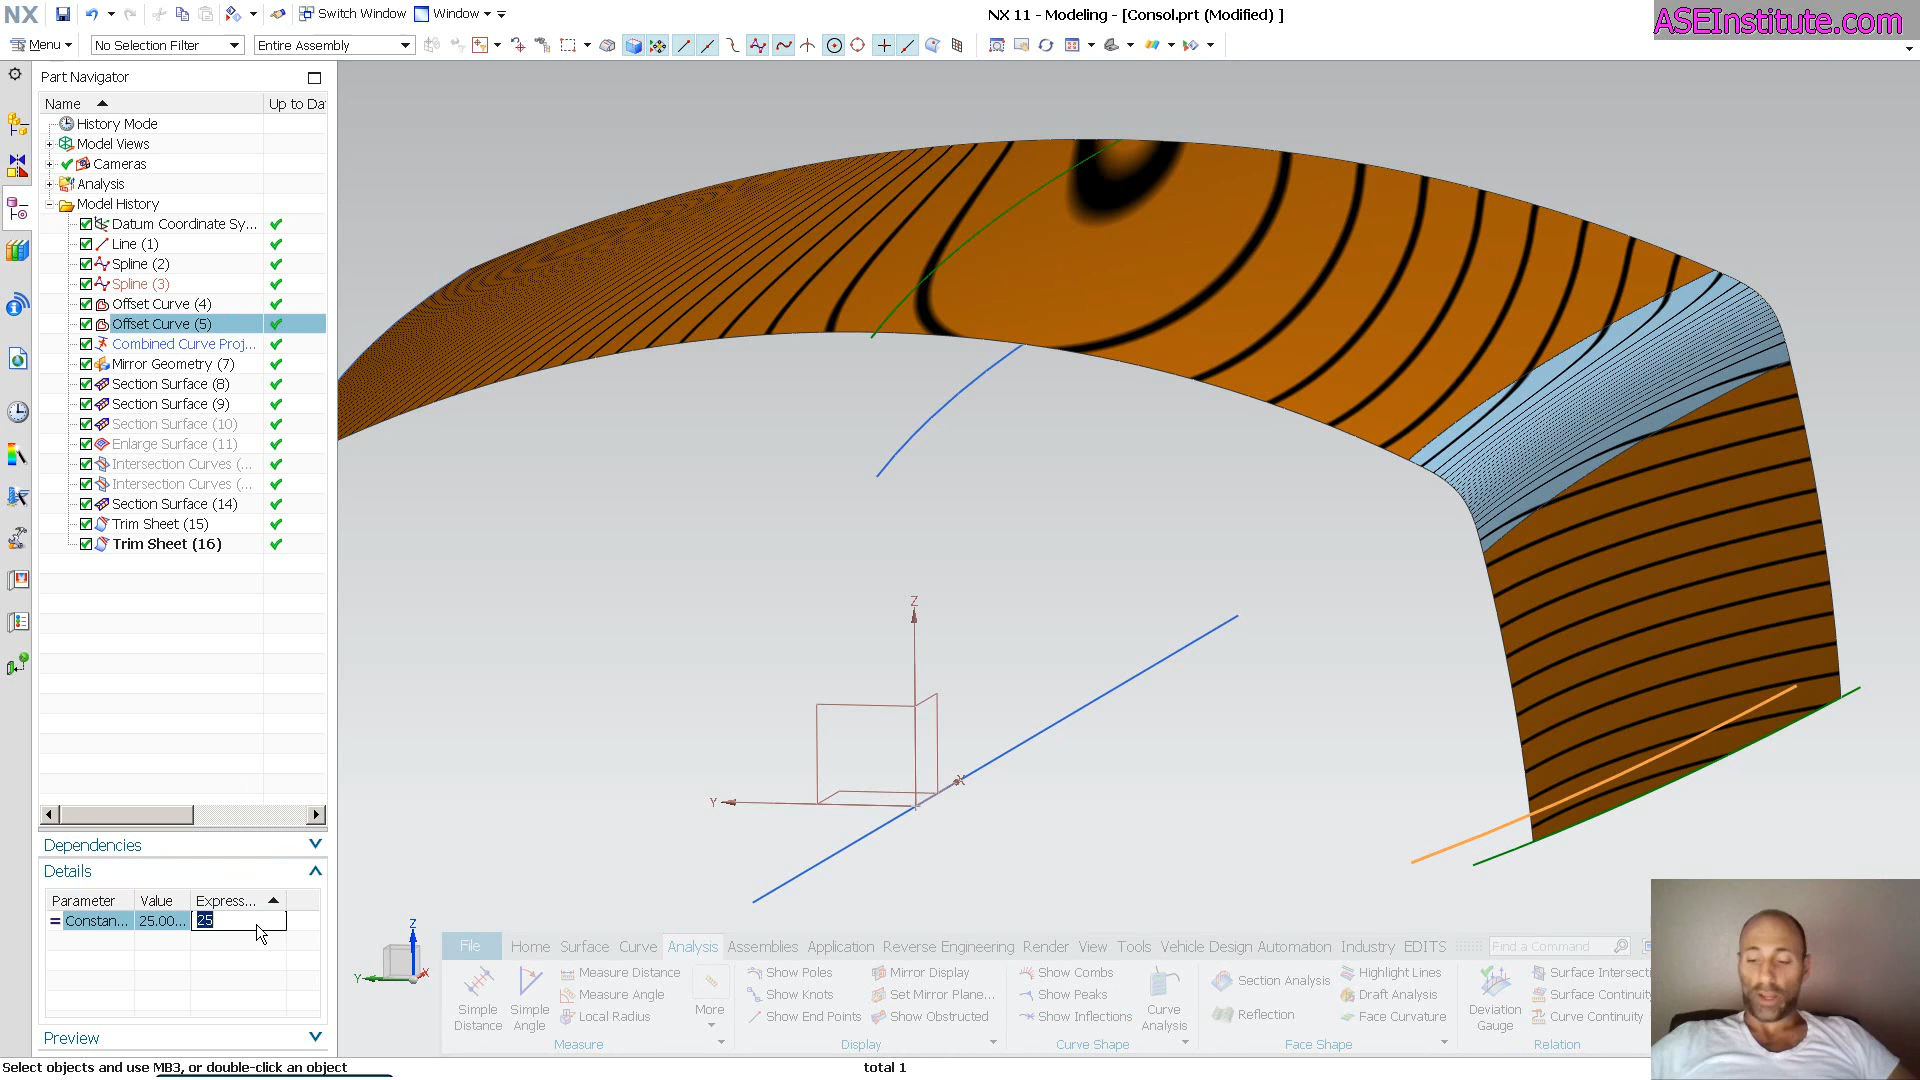 NX
Switch Window
Window
NX 11 - Modeling - [Consol.prt (Modified) ]
ASEInstitute.com
Menu
No Selection Filter
Entire Assembly
Part Navigator
Name
Up to Da
History Mode
Model Views
Cameras
Analysis
Model History
Datum Coordinate Sy...
Line (1)
Spline (2)
Spline (3)
Offset Curve (4)
Offset Curve (5)
Combined Curve Proj...
Mirror Geometry (7)
Section Surface (8)
Section Surface (9)
Section Surface (10)
Enlarge Surface (11)
Intersection Curves (...
Intersection Curves (...
Section Surface (14)
Trim Sheet (15)
Trim Sheet (16)
Z
Y
X
Dependencies
Details
Parameter
Value
Express...
Constan...
25.00...
25
Preview
Z
Y
X
File
Home
Surface
Curve
Analysis
Assemblies
Application
Reverse Engineering
Render
View
Tools
Vehicle Design Automation
Industry
EDITS
Find a Command
Simple Distance
Simple Angle
Measure Distance
Measure Angle
Local Radius
More
Measure
Show Poles
Show Knots
Show End Points
Mirror Display
Set Mirror Plane...
Show Obstructed
Display
Show Combs
Show Peaks
Show Inflections
Curve Analysis
Curve Shape
Section Analysis
Reflection
Highlight Lines
Draft Analysis
Face Curvature
Face Shape
Deviation Gauge
Surface Intersecti
Surface Continuity
Curve Continuity
Relation
Select objects and use MB3, or double-click an object
total 1